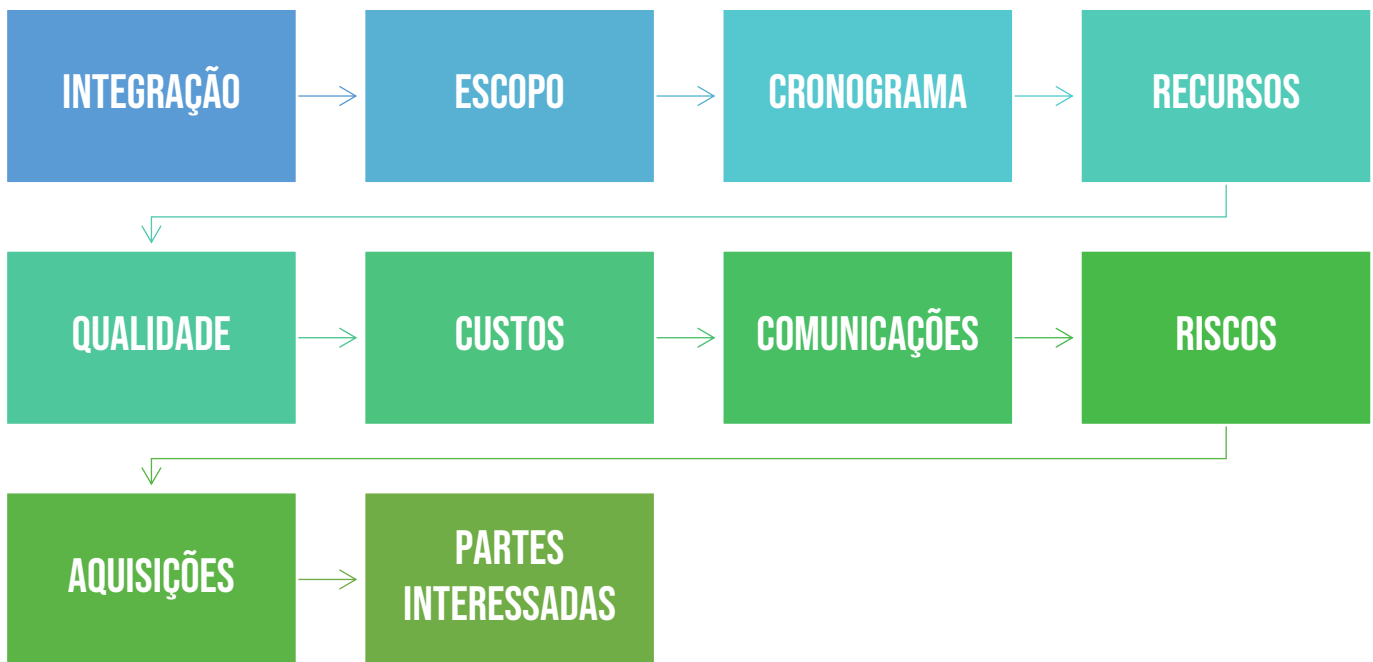 INTEGRAÇÃO
ESCOPO
CRONOGRAMA
RECURSOS
QUALIDADE
CUSTOS
COMUNICAÇÕES
RISCOS
AQUISIÇÕES
PARTES
INTERESSADAS